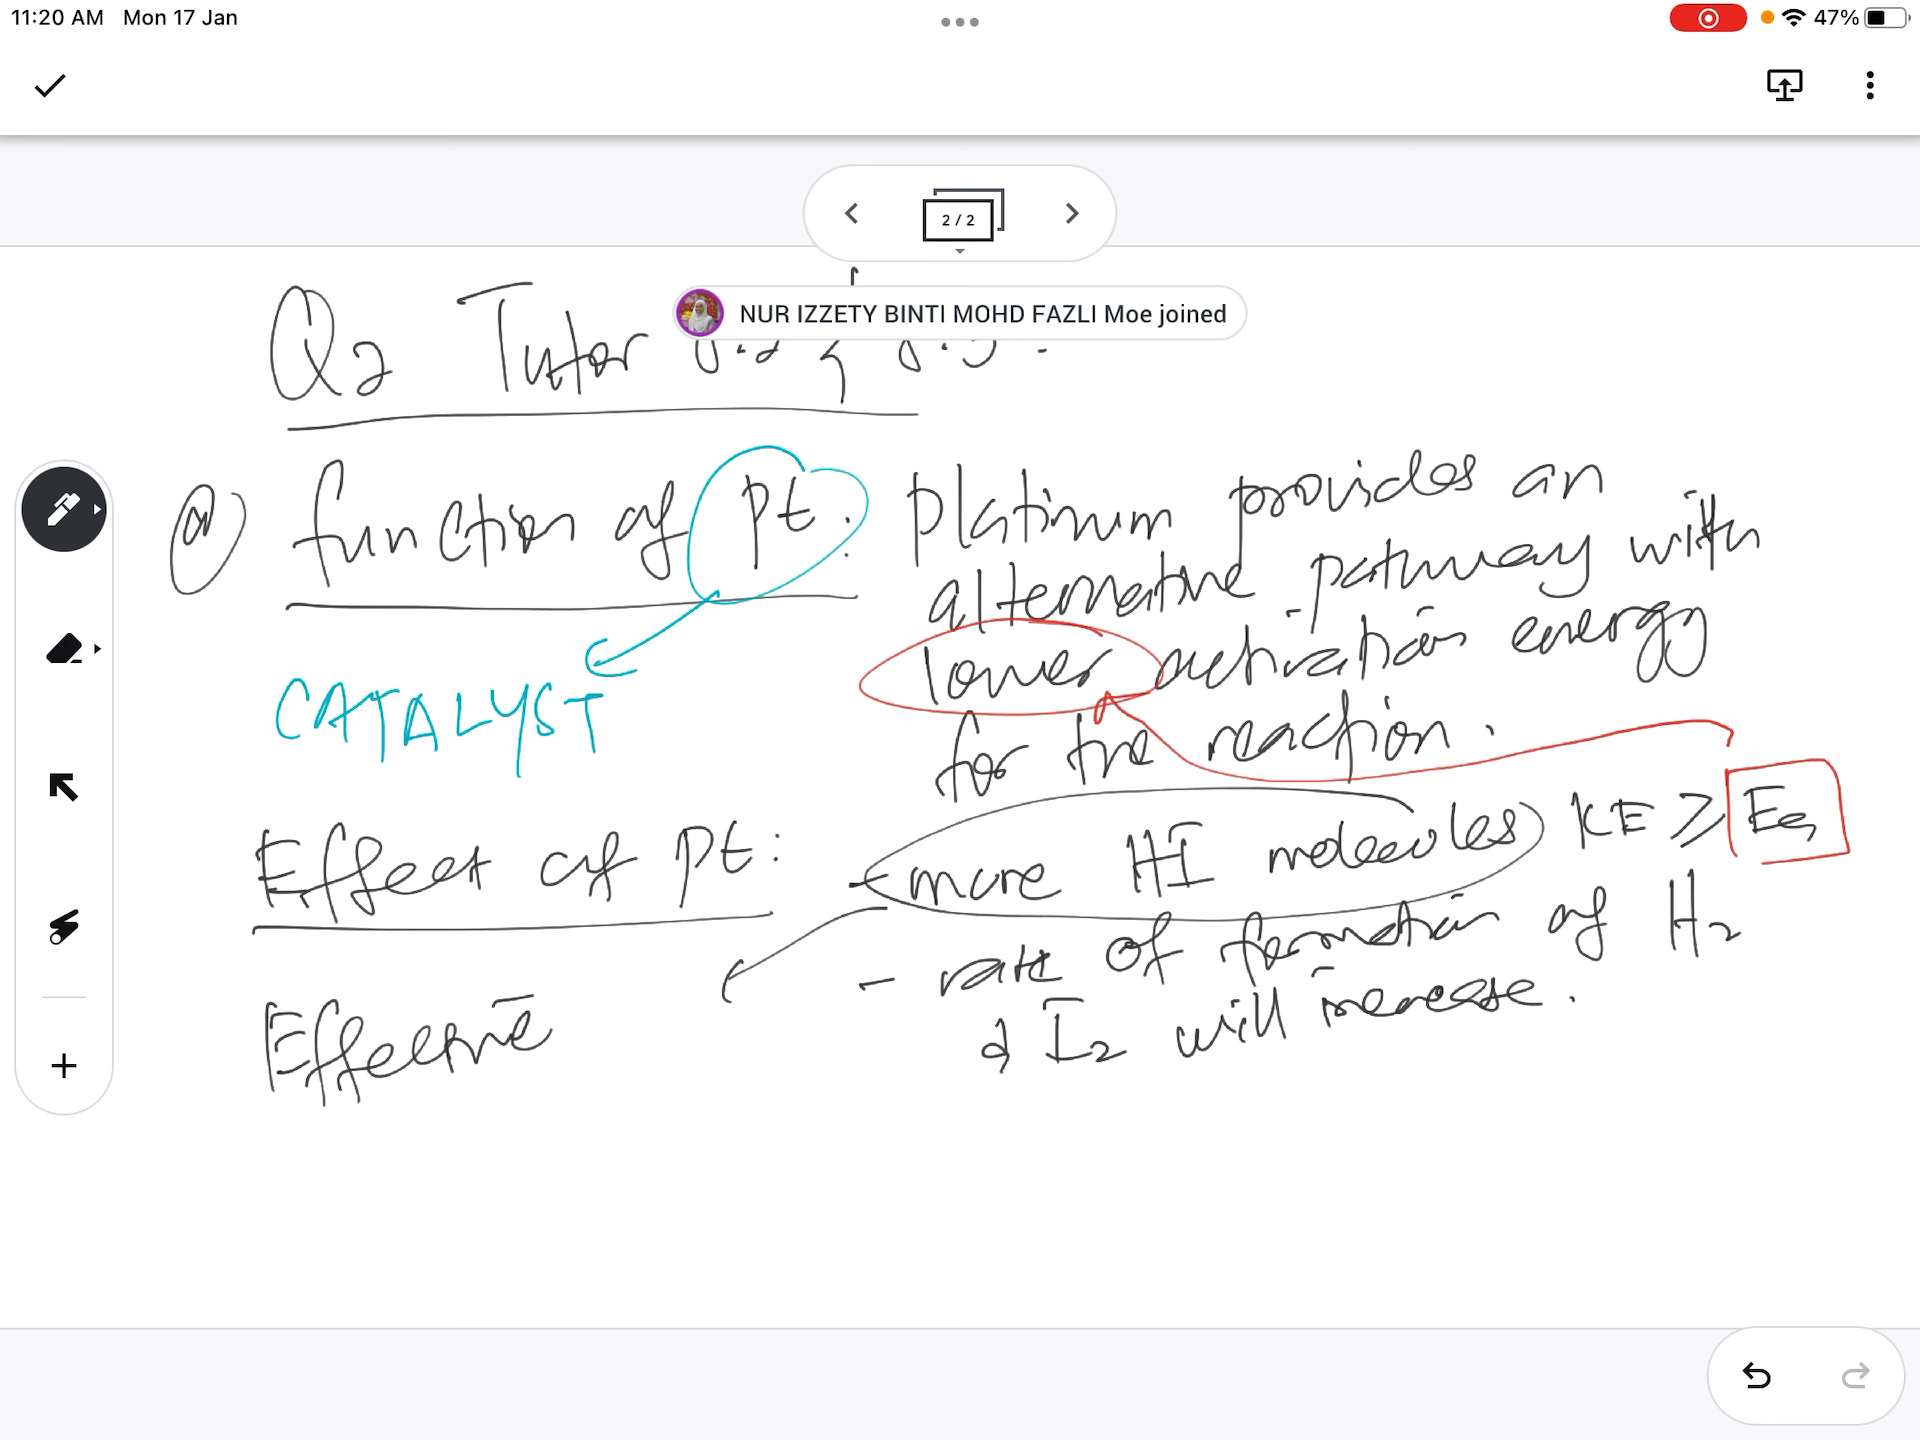 11:20 AM Mon 17 Jan
47%
2 / 2
NUR IZZETY BINTI MOHD FAZLI Moe joined
Q2 Tutor
a) function of Pt: Platinum provides an
alternative pathway with
lower activation energy
for the reaction.
CATALYST
Effect of Pt: - more HI molecules KE ≥ Ea
- rate of formation of H2
& I2 will increase.
Effective